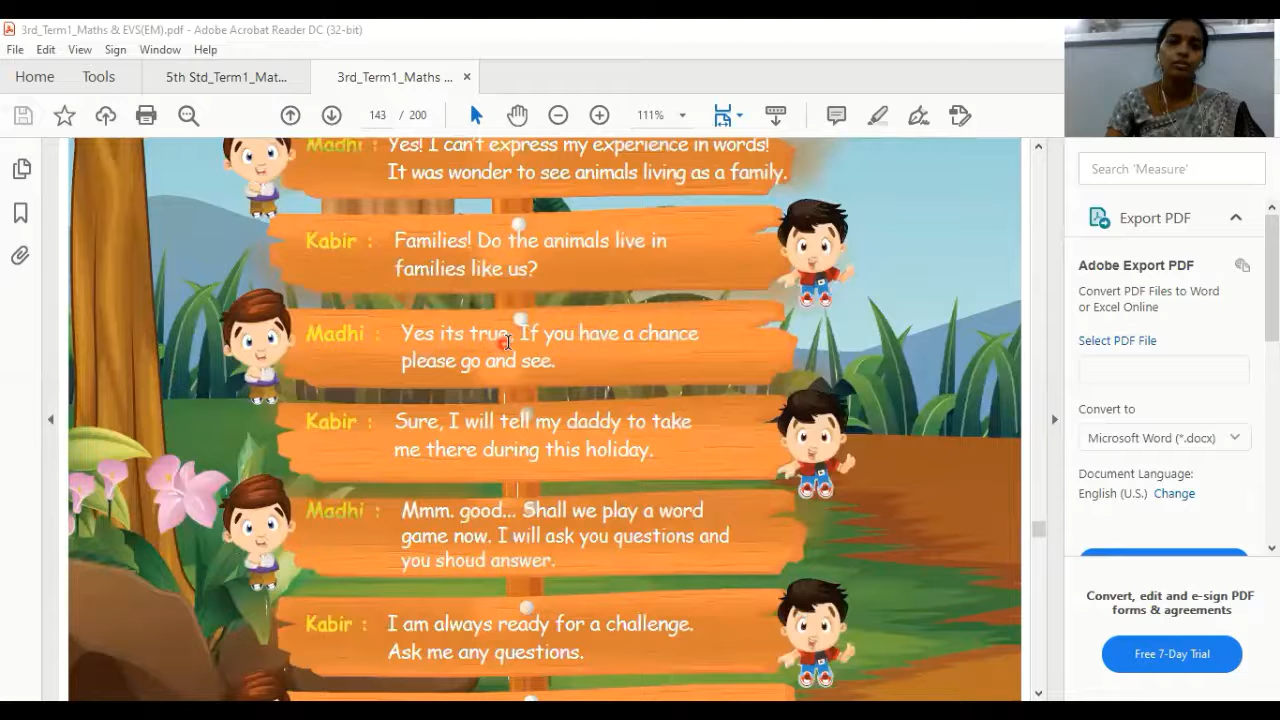 3rd_Term1_Maths & EVS(EM).pdf - Adobe Acrobat Reader DC (32-bit)
File Edit View Sign Window Help
Home Tools 5th Std_Term1_Mat... 3rd_Term1_Maths ... ×
143 / 200 111%
Madhi : Yes! I can't express my experience in words!
It was wonder to see animals living as a family.
Kabir : Families! Do the animals live in
families like us?
Madhi : Yes its true. If you have a chance
please go and see.
Kabir : Sure, I will tell my daddy to take
me there during this holiday.
Madhi : Mmm. good... Shall we play a word
game now. I will ask you questions and
you shoud answer.
Kabir : I am always ready for a challenge.
Ask me any questions.
Search 'Measure'
Export PDF
Adobe Export PDF
Convert PDF Files to Word
or Excel Online
Select PDF File
Convert to
Microsoft Word (*.docx)
Document Language:
English (U.S.) Change
Convert, edit and e-sign PDF
forms & agreements
Free 7-Day Trial